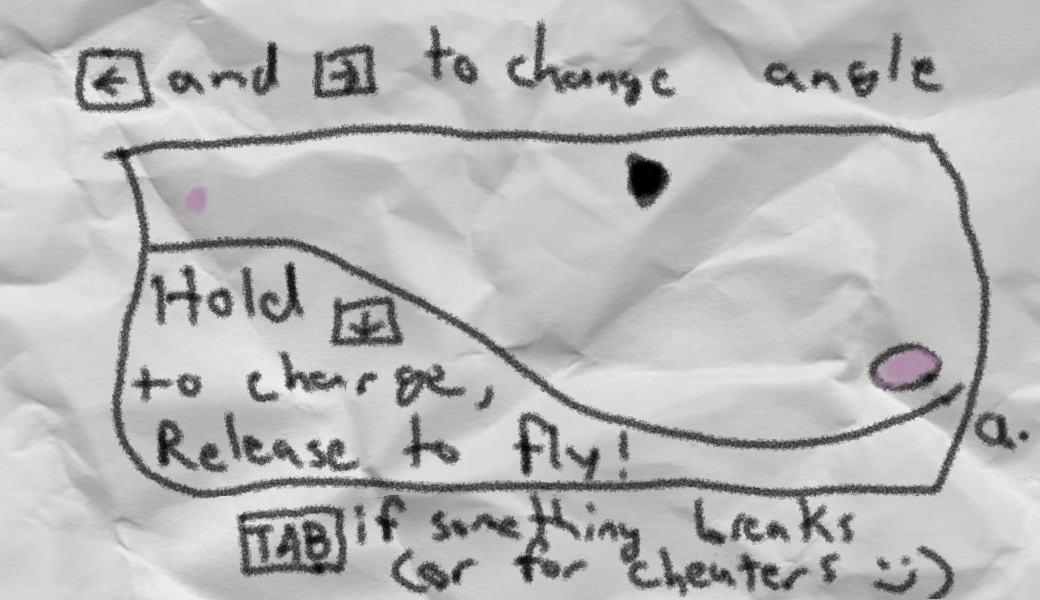 ← and → to change angle
Hold ↓
to charge,
Release to fly!
a.
TAB if something breaks
(or for cheaters :))